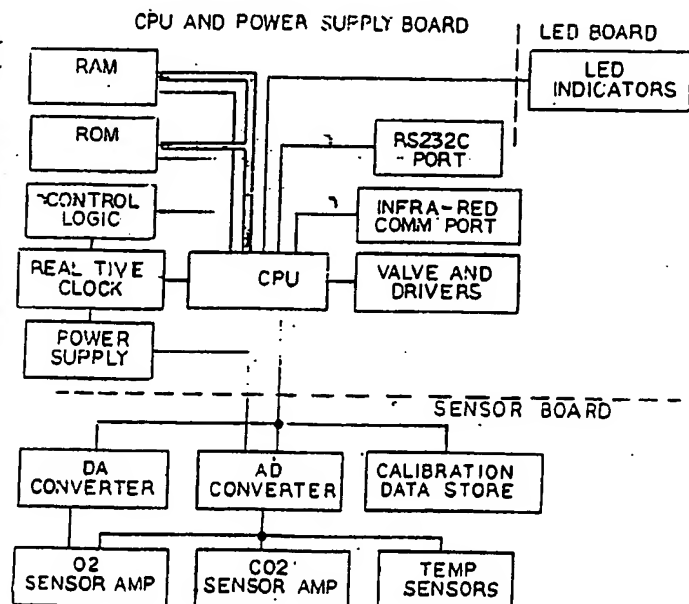 CPU AND POWER SUPPLY BOARD
LED BOARD
RAM
LED
INDICATORS
ROM
RS232C
PORT
CONTROL
LOGIC
INFRA-RED
COMM PORT
REAL TIVE
CLOCK
CPU
VALVE AND
DRIVERS
POWER
SUPPLY
SENSOR BOARD
DA
CONVERTER
AD
CONVERTER
CALIBRATION
DATA STORE
O2
SENSOR AMP
CO2
SENSOR AMP
TEMP
SENSORS